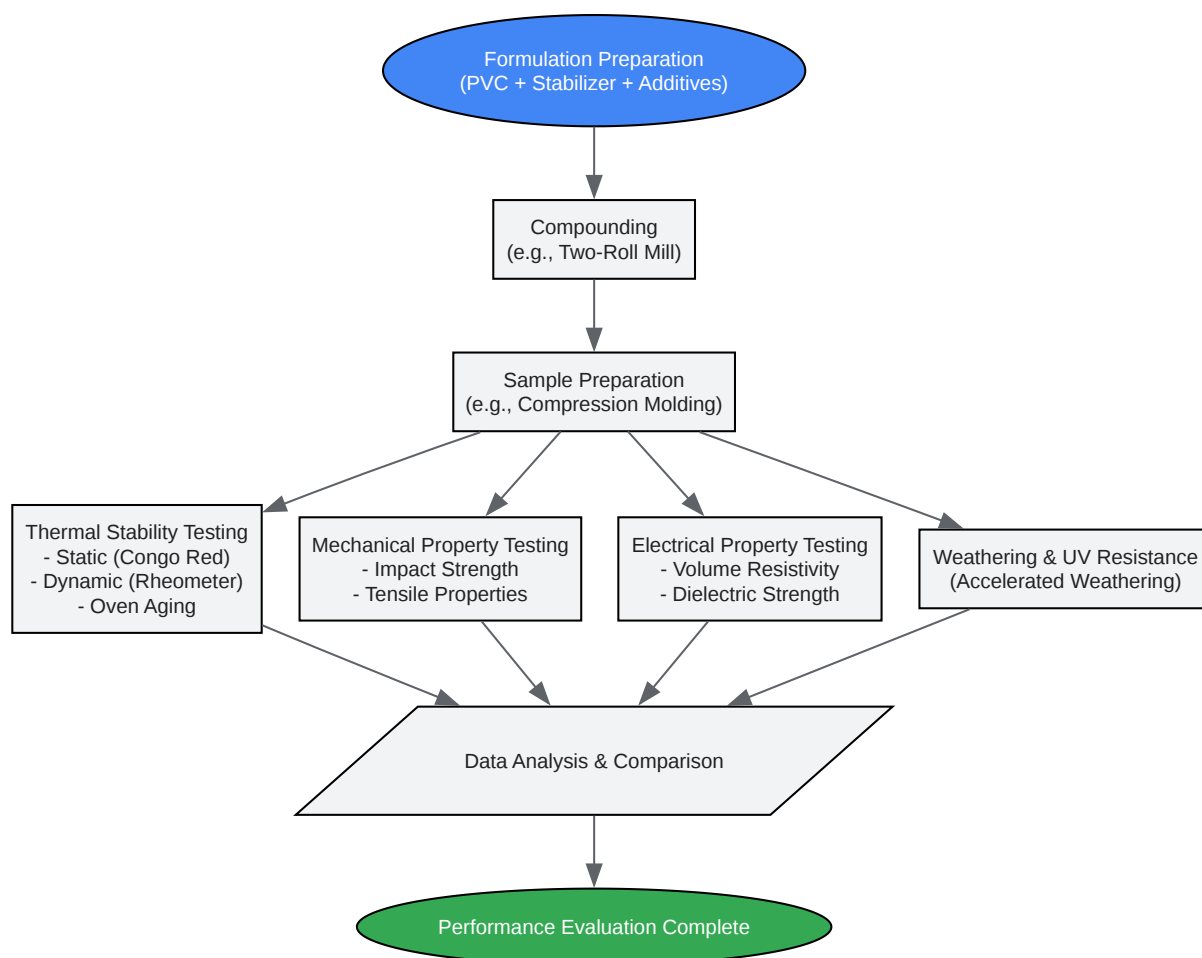 Formulation Preparation
(PVC + Stabilizer + Additives)
Compounding
(e.g., Two-Roll Mill)
Sample Preparation
(e.g., Compression Molding)
Thermal Stability Testing
- Static (Congo Red)
- Dynamic (Rheometer)
- Oven Aging
Mechanical Property Testing
- Impact Strength
- Tensile Properties
Electrical Property Testing
- Volume Resistivity
- Dielectric Strength
Weathering & UV Resistance
(Accelerated Weathering)
Data Analysis & Comparison
Performance Evaluation Complete